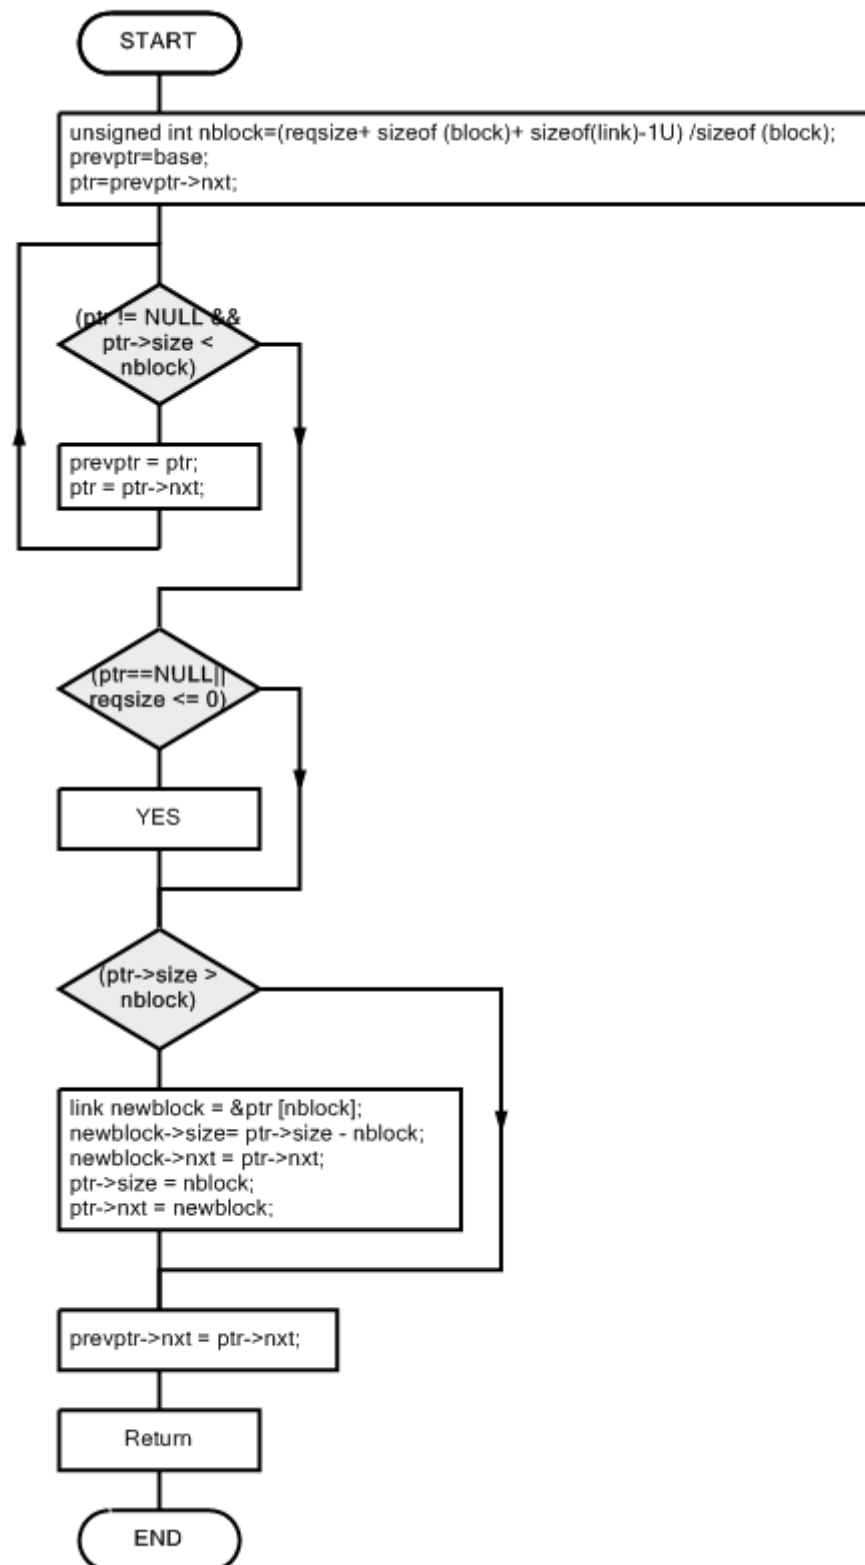 START
unsigned int nblock=(reqsize+ sizeof (block)+ sizeof(link)-1U) /sizeof (block);
prevptr=base;
ptr=prevptr->nxt;
(ptr != NULL &&
ptr->size <
nblock)
prevptr = ptr;
ptr = ptr->nxt;
(ptr==NULL||
reqsize <= 0)
YES
(ptr->size >
nblock)
link newblock = &ptr [nblock];
newblock->size= ptr->size - nblock;
newblock->nxt = ptr->nxt;
ptr->size = nblock;
ptr->nxt = newblock;
prevptr->nxt = ptr->nxt;
Return
END